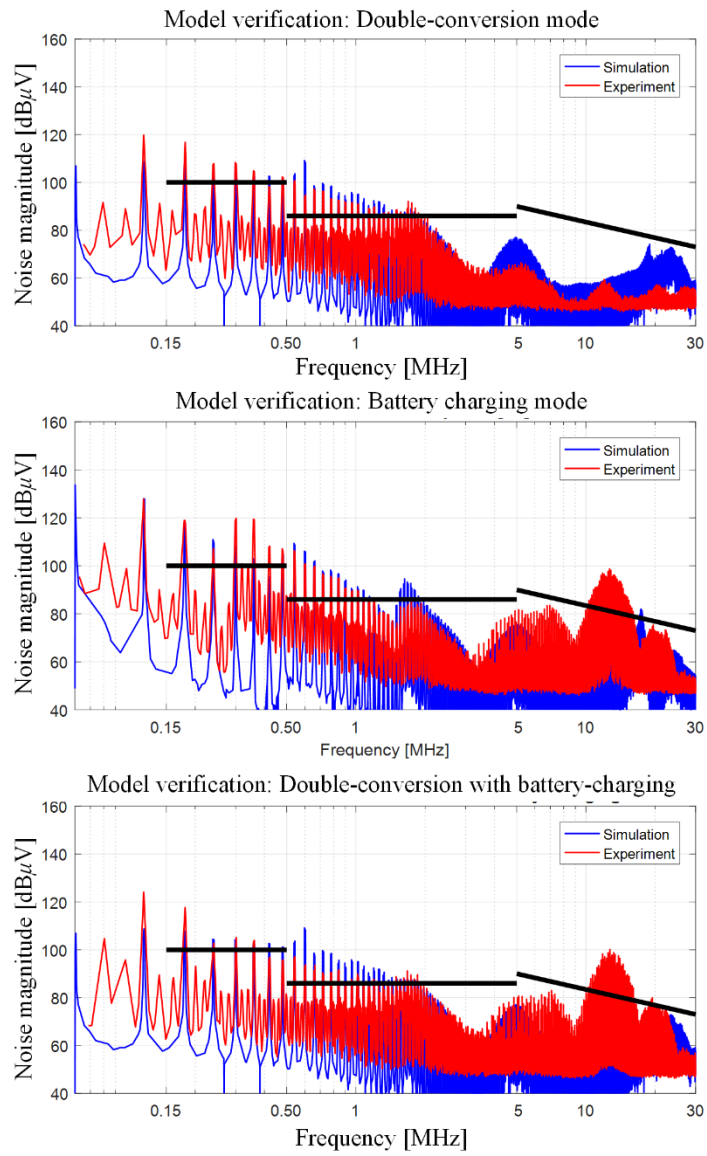 Model verification: Double-conversion mode
160
140
120
100
80
60
40
Noise magnitude [dBμV]
Simulation
Experiment
0.15 0.50 1 5 10 30
Frequency [MHz]
Model verification: Battery charging mode
160
140
120
100
80
60
40
Noise magnitude [dBμV]
Simulation
Experiment
0.15 0.50 1 5 10 30
Frequency [MHz]
Model verification: Double-conversion with battery-charging
160
140
120
100
80
60
40
Noise magnitude [dBμV]
Simulation
Experiment
0.15 0.50 1 5 10 30
Frequency [MHz]